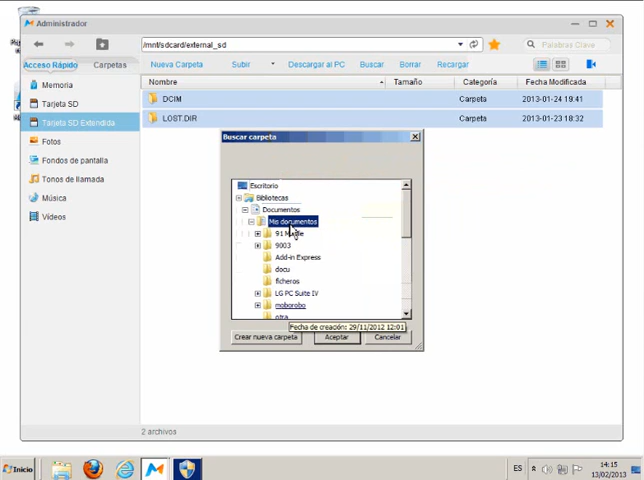 Administrador
/mnt/sdcard/external_sd
Palabras Clave
Acceso Rápido Carpetas
Nueva Carpeta Subir Descargar al PC Buscar Borrar Recargar
Nombre Tamaño Categoría Fecha Modificada
Memoria
Tarjeta SD
Tarjeta SD Extendida
Fotos
Fondos de pantalla
Tonos de llamada
Música
Vídeos
DCIM Carpeta 2013-01-24 19:41
LOST.DIR Carpeta 2013-01-23 18:32
Buscar carpeta
Escritorio
Bibliotecas
Documentos
Mis documentos
91
9003
Add-in Express
docu
ficheros
LG PC Suite IV
moborobo
otra
Fecha de creación: 29/11/2012 12:01
Crear nueva carpeta Aceptar Cancelar
2 archivos
Inicio
ES
14:15
13/02/2013